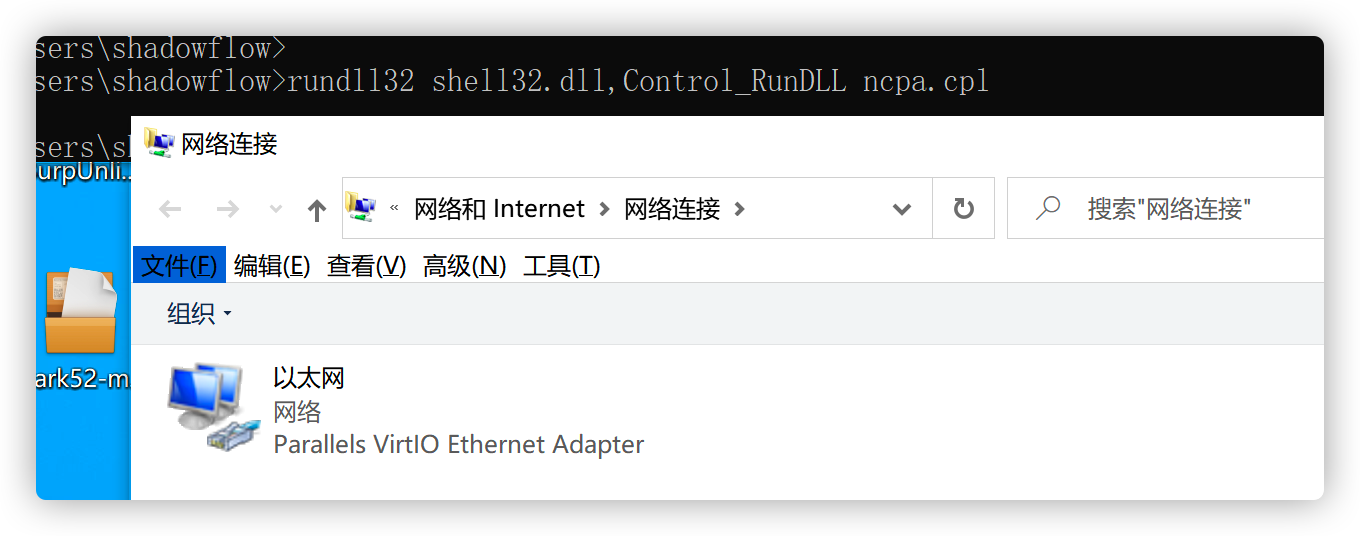 sers\shadowflow>
sers\shadowflow>rundll32 shell32.dll,Control_RunDLL ncpa.cpl
sers\s
urpUnli...
网络连接
« 网络和 Internet > 网络连接 >
搜索"网络连接"
文件(F) 编辑(E) 查看(V) 高级(N) 工具(T)
组织
ark52-m
以太网
网络
Parallels VirtIO Ethernet Adapter